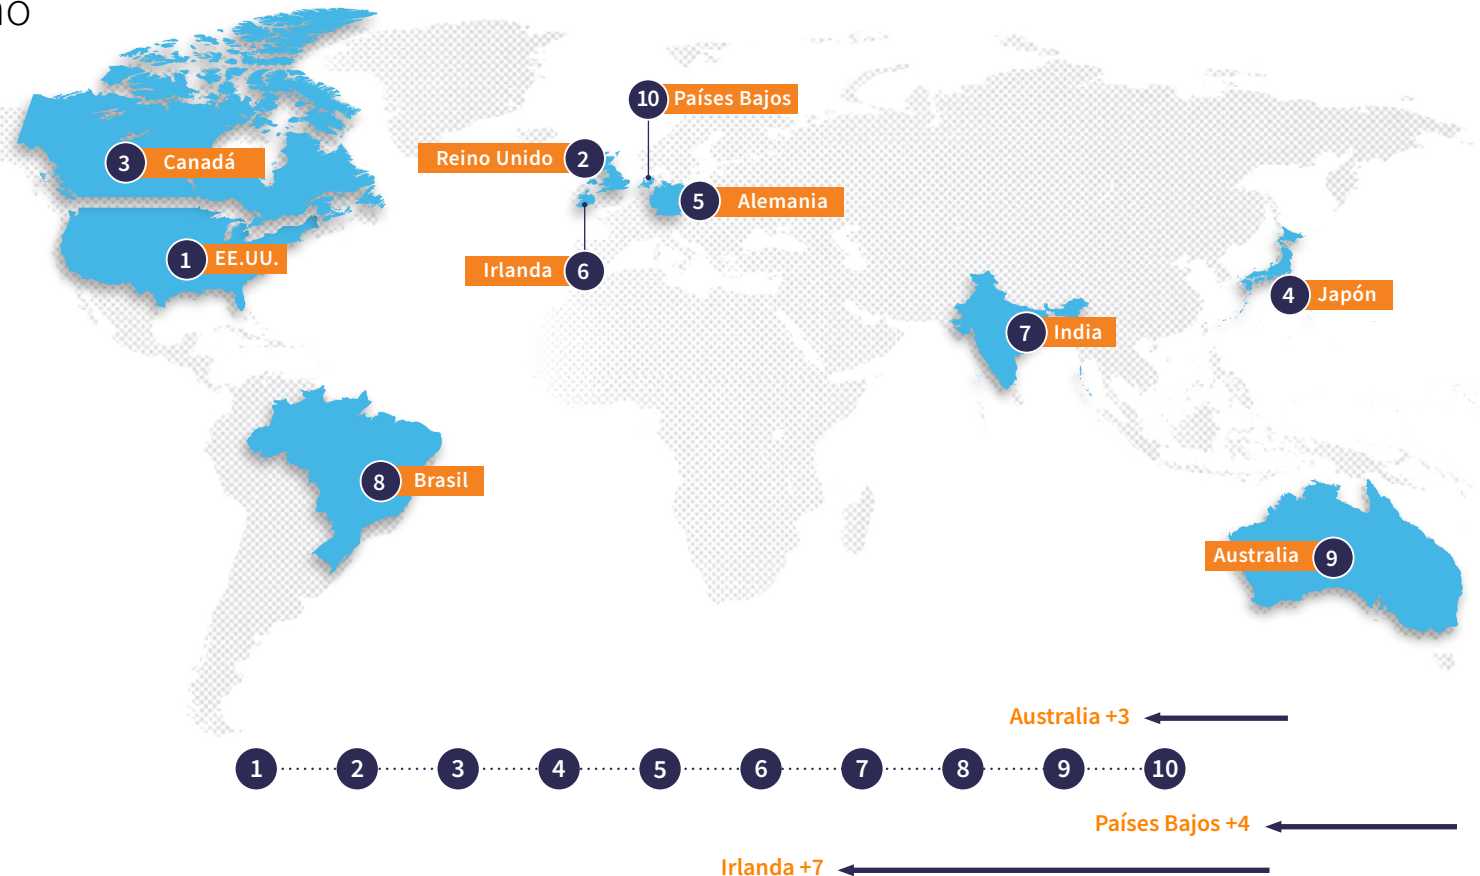 10 Países Bajos
Reino Unido 2
3 Canadá
5 Alemania
1 EE.UU.
Irlanda 6
4 Japón
7 India
8 Brasil
Australia 9
Australia +3
1 2 3 4 5 6 7 8 9 10
Países Bajos +4
Irlanda +7